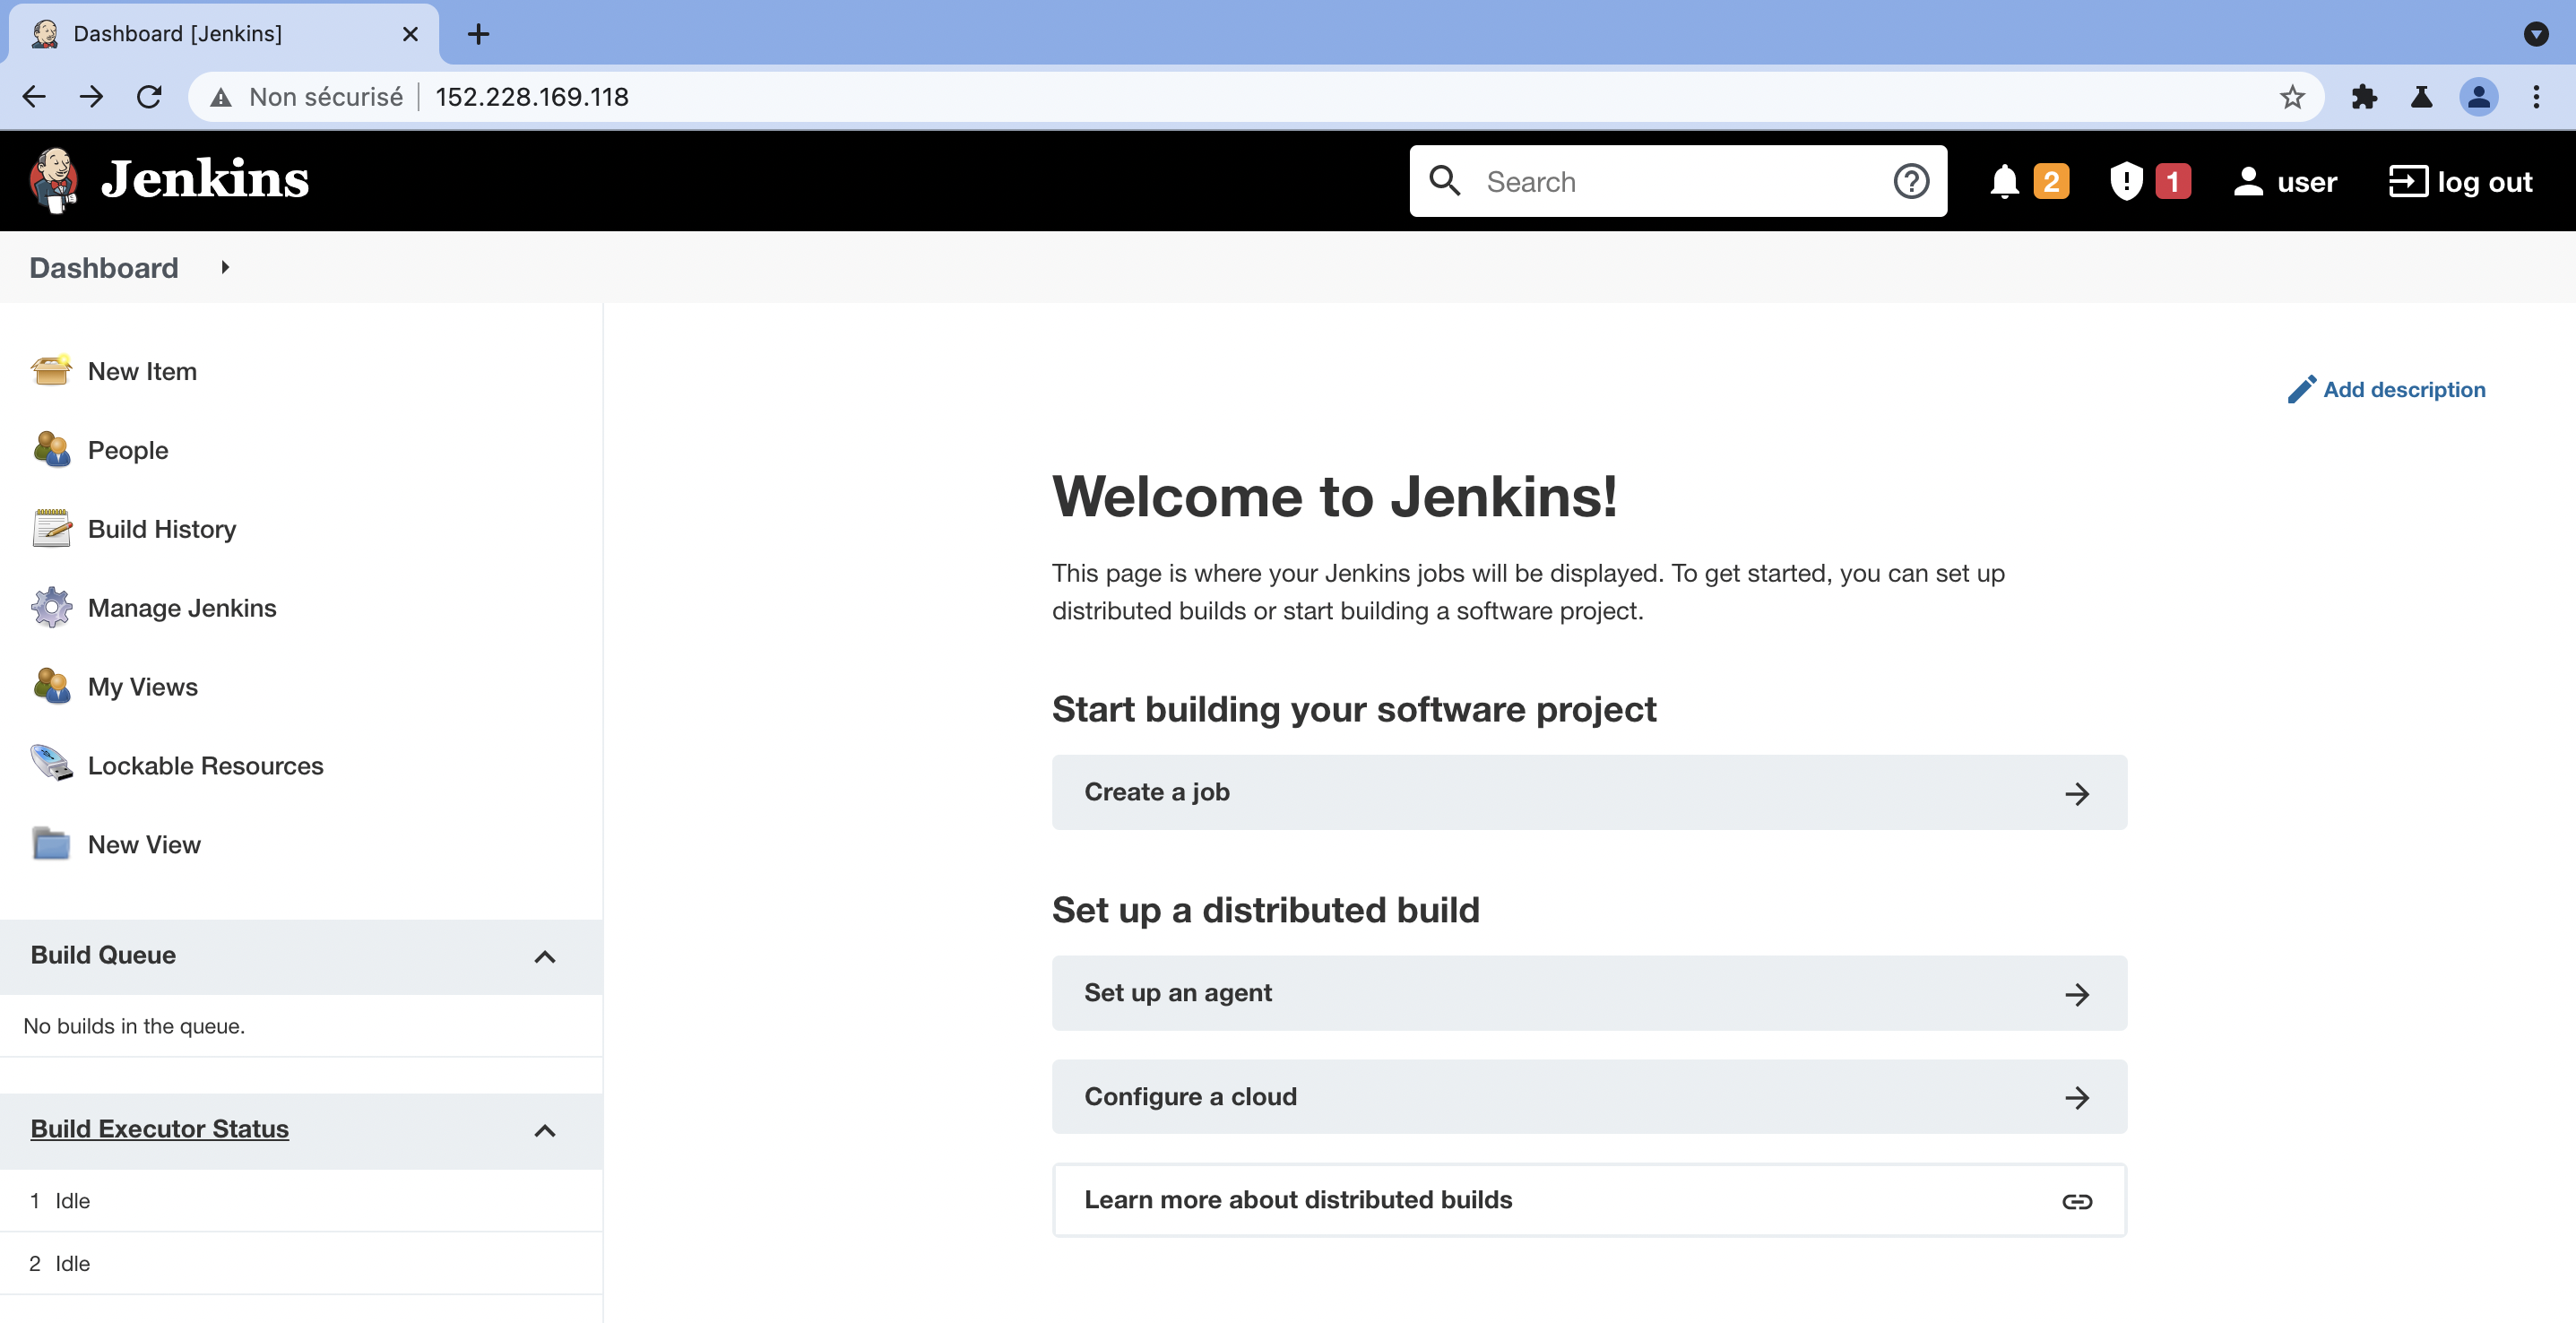 Dashboard [Jenkins]
Non sécurisé 152.228.169.118
Jenkins Search 2 1 user log out
Dashboard
New Item
People
Build History
Manage Jenkins
My Views
Lockable Resources
New View
Build Queue
No builds in the queue.
Build Executor Status
1 Idle
2 Idle
Add description
Welcome to Jenkins!
This page is where your Jenkins jobs will be displayed. To get started, you can set up
distributed builds or start building a software project.
Start building your software project
Create a job
Set up a distributed build
Set up an agent
Configure a cloud
Learn more about distributed builds